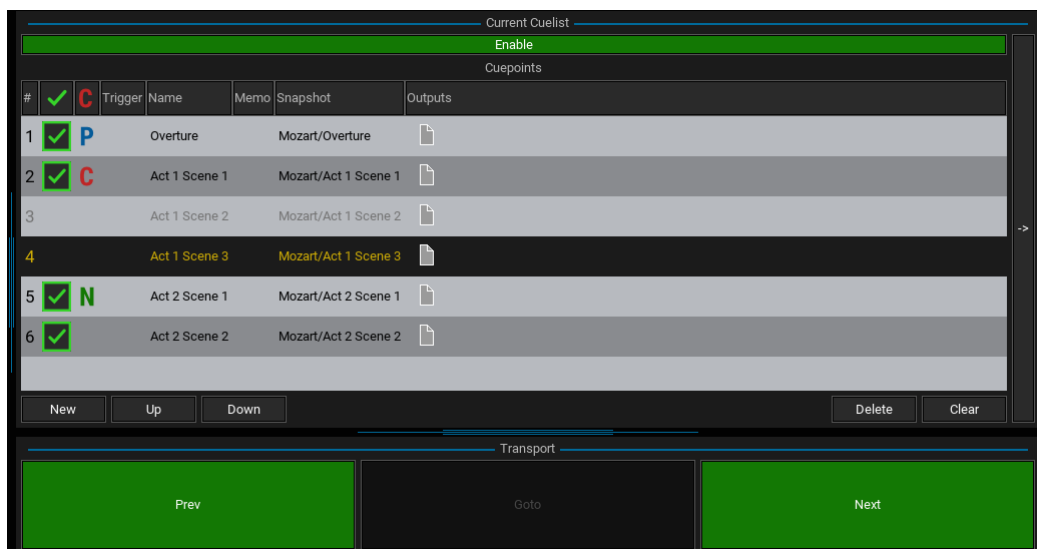 Current Cuelist
Enable
Cuepoints
# C Trigger Name Memo Snapshot Outputs
1 P Overture Mozart/Overture
2 C Act 1 Scene 1 Mozart/Act 1 Scene 1
3 Act 1 Scene 2 Mozart/Act 1 Scene 2
->
4 Act 1 Scene 3 Mozart/Act 1 Scene 3
5 N Act 2 Scene 1 Mozart/Act 2 Scene 1
6 Act 2 Scene 2 Mozart/Act 2 Scene 2
New Up Down Delete Clear
Transport
Prev Goto Next